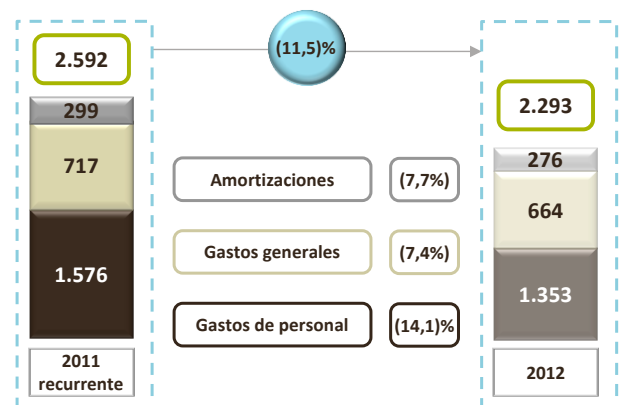 (11,5)%
2.592
299
717
1.576
2011
recurrente
Amortizaciones (7,7%)
Gastos generales (7,4%)
Gastos de personal (14,1)%
2.293
276
664
1.353
2012